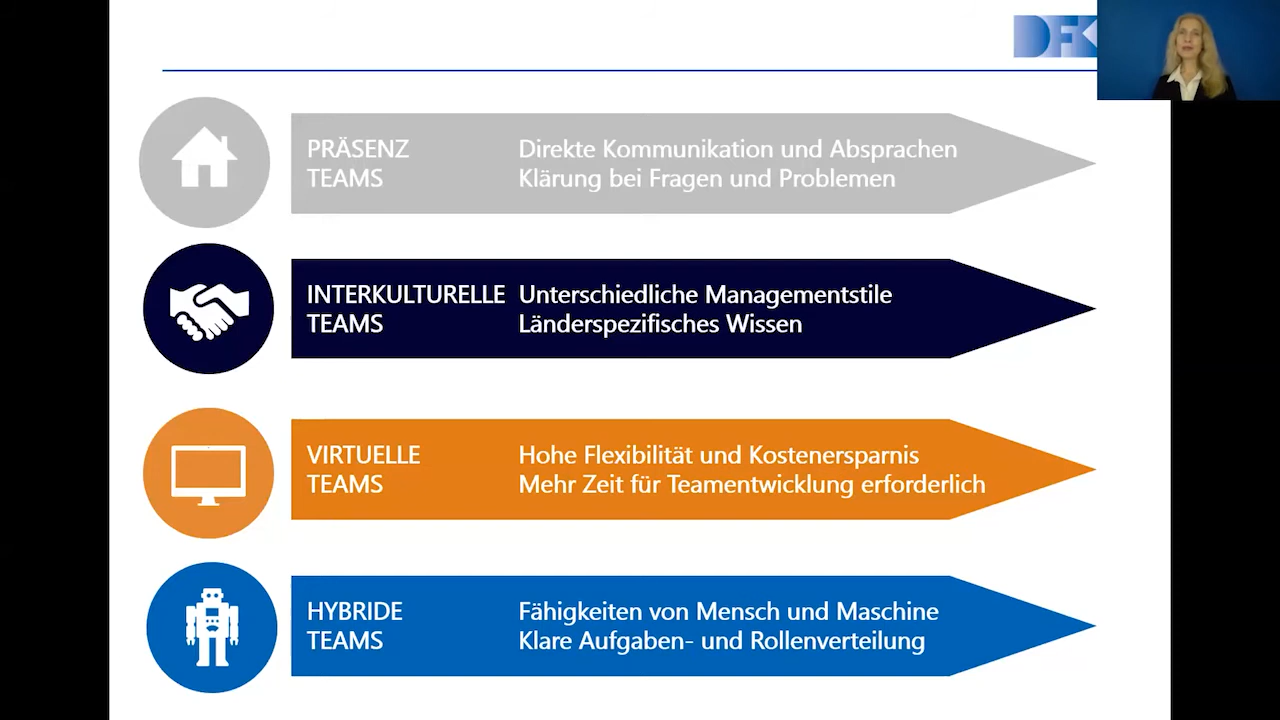 DFK
PRÄSENZ
TEAMS
Direkte Kommunikation und Absprachen
Klärung bei Fragen und Problemen
INTERKULTURELLE
TEAMS
Unterschiedliche Managementstile
Länderspezifisches Wissen
VIRTUELLE
TEAMS
Hohe Flexibilität und Kostenersparnis
Mehr Zeit für Teamentwicklung erforderlich
HYBRIDE
TEAMS
Fähigkeiten von Mensch und Maschine
Klare Aufgaben- und Rollenverteilung